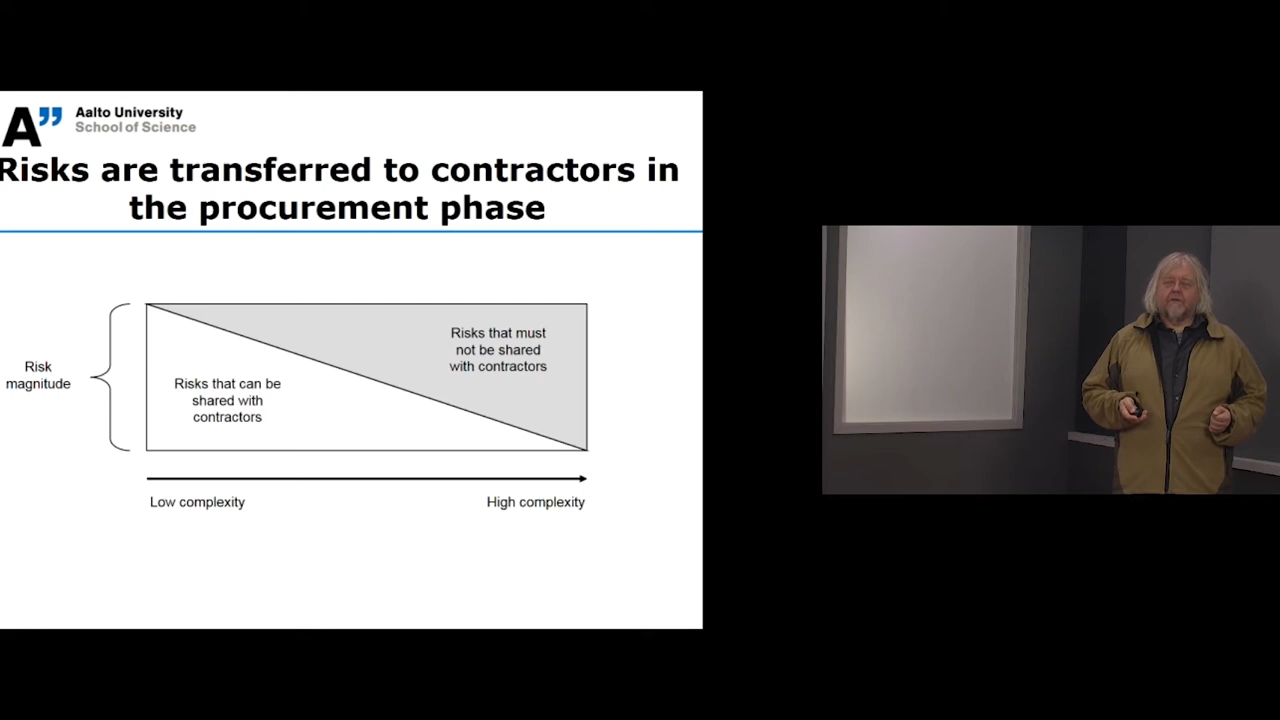 Aalto University
School of Science
Risks are transferred to contractors in
the procurement phase
Risk
magnitude
Risks that can be
shared with
contractors
Risks that must
not be shared
with contractors
Low complexity
High complexity